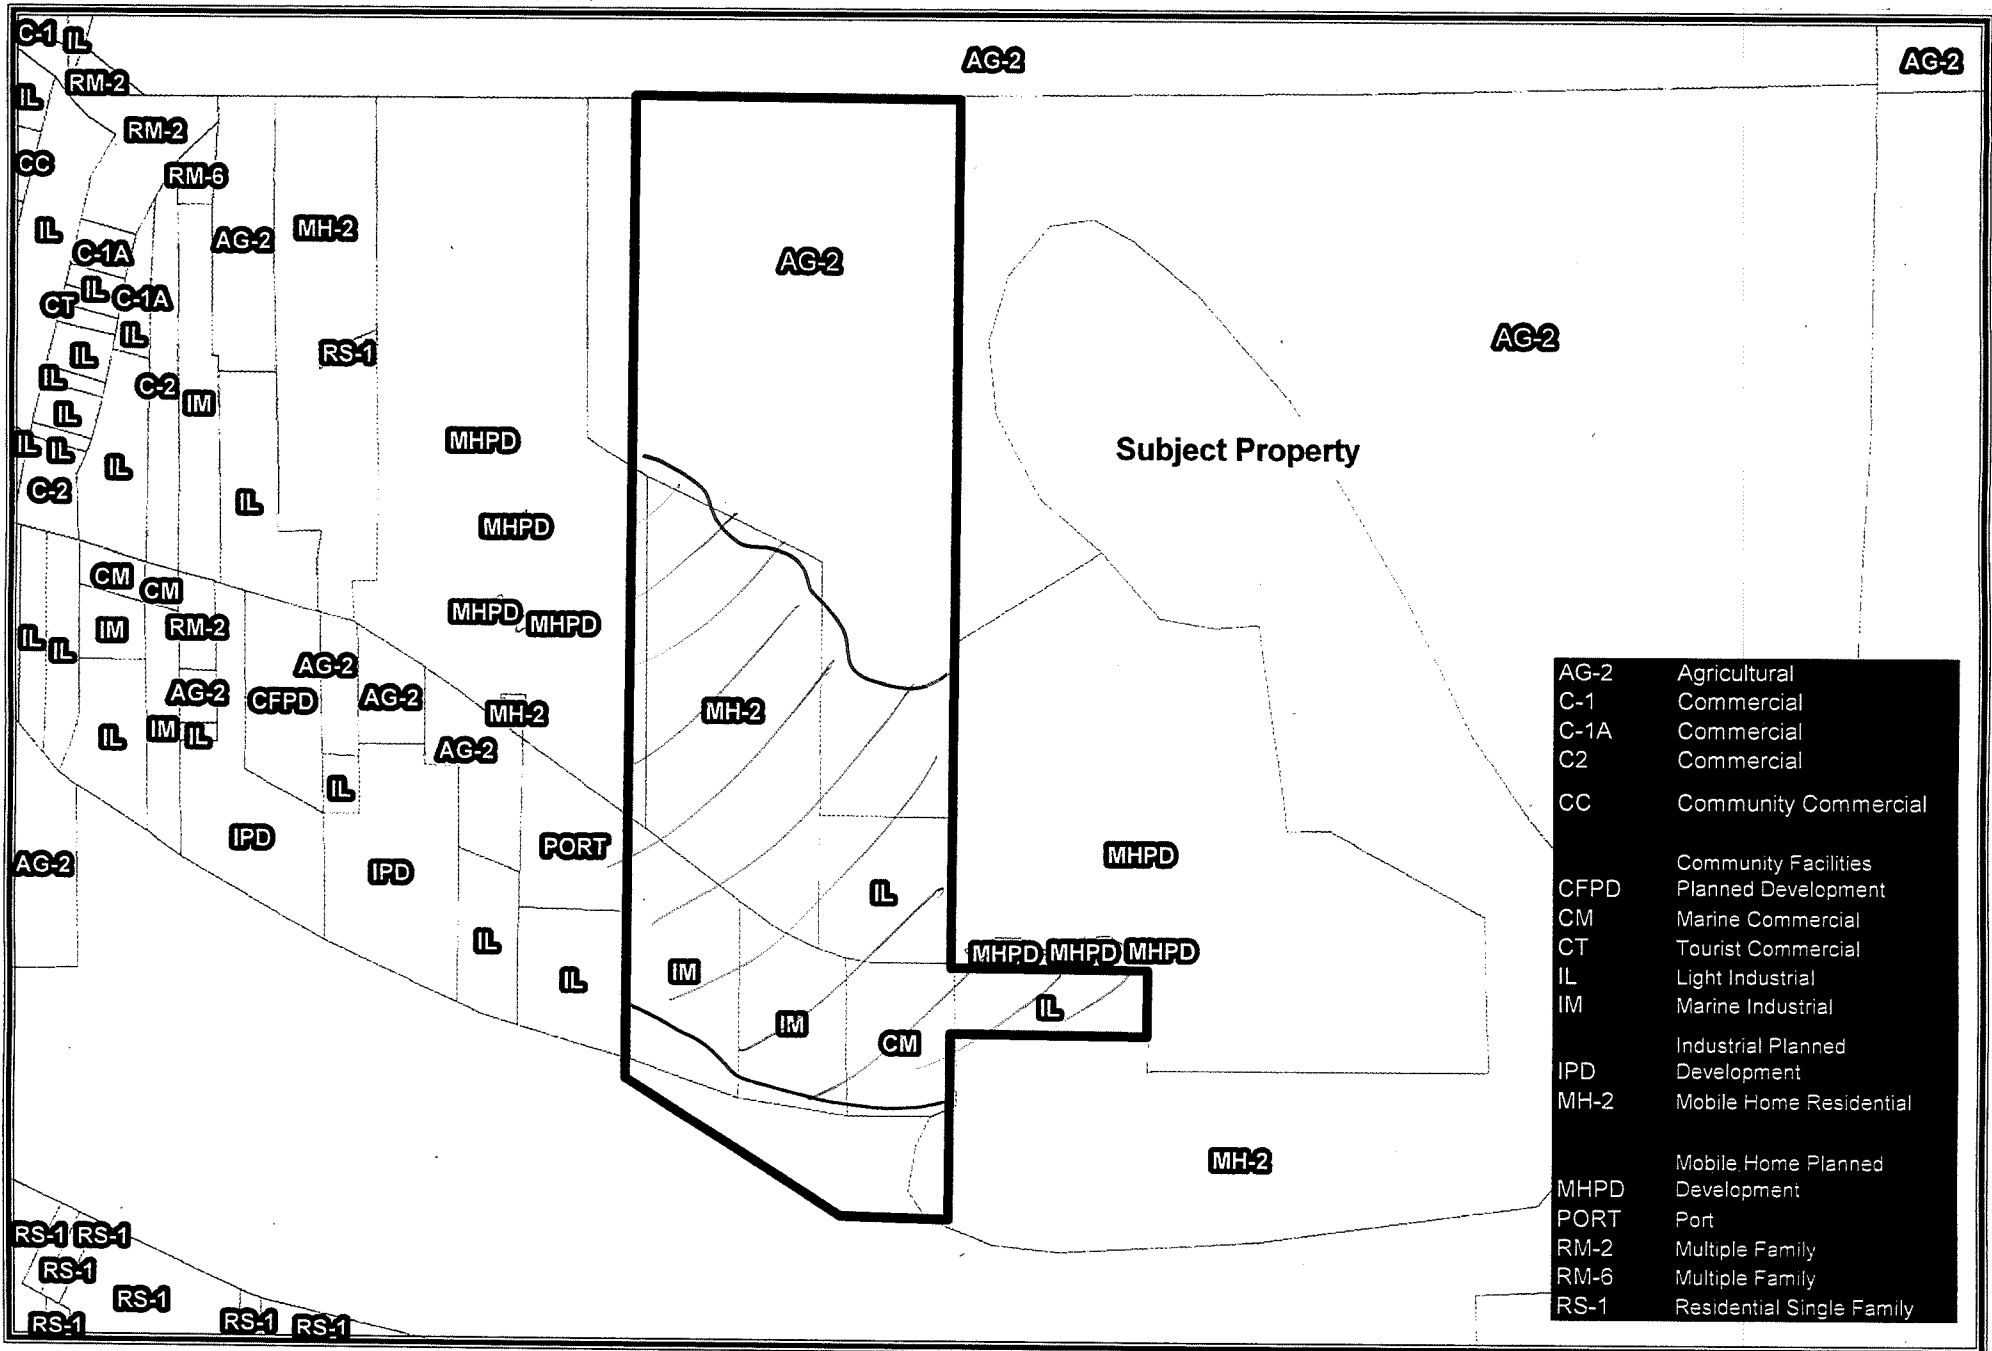 C-1 IL
AG-2
AG-2
RM-2
IL
RM-2
CC
RM-6
IL
AG-2
MH-2
C-1A
AG-2
IL
C-1A
CT
IL
AG-2
IL
RS-1
IL
C-2
IM
IL
IL
IL
MHPD
Subject Property
IL
C-2
IL
MHPD
CM
CM
MHPD
MHPD
IM
RM-2
IL
IL
AG-2
AG-2
CFPD
AG-2
MH-2
MH-2
IL
IM
IL
AG-2
IL
IPD
PORT
MHPD
AG-2
IPD
IL
IL
MHPD
MHPD
MHPD
IM
IL
IL
IM
CM
MH-2
RS-1
RS-1
RS-1
RS-1
RS-1
RS-1
RS-1
AG-2 Agricultural
C-1 Commercial
C-1A Commercial
C2 Commercial
CC Community Commercial
Community Facilities
CFPD Planned Development
CM Marine Commercial
CT Tourist Commercial
IL Light Industrial
IM Marine Industrial
Industrial Planned
IPD Development
MH-2 Mobile Home Residential
Mobile Home Planned
MHPD Development
PORT Port
RM-2 Multiple Family
RM-6 Multiple Family
RS-1 Residential Single Family